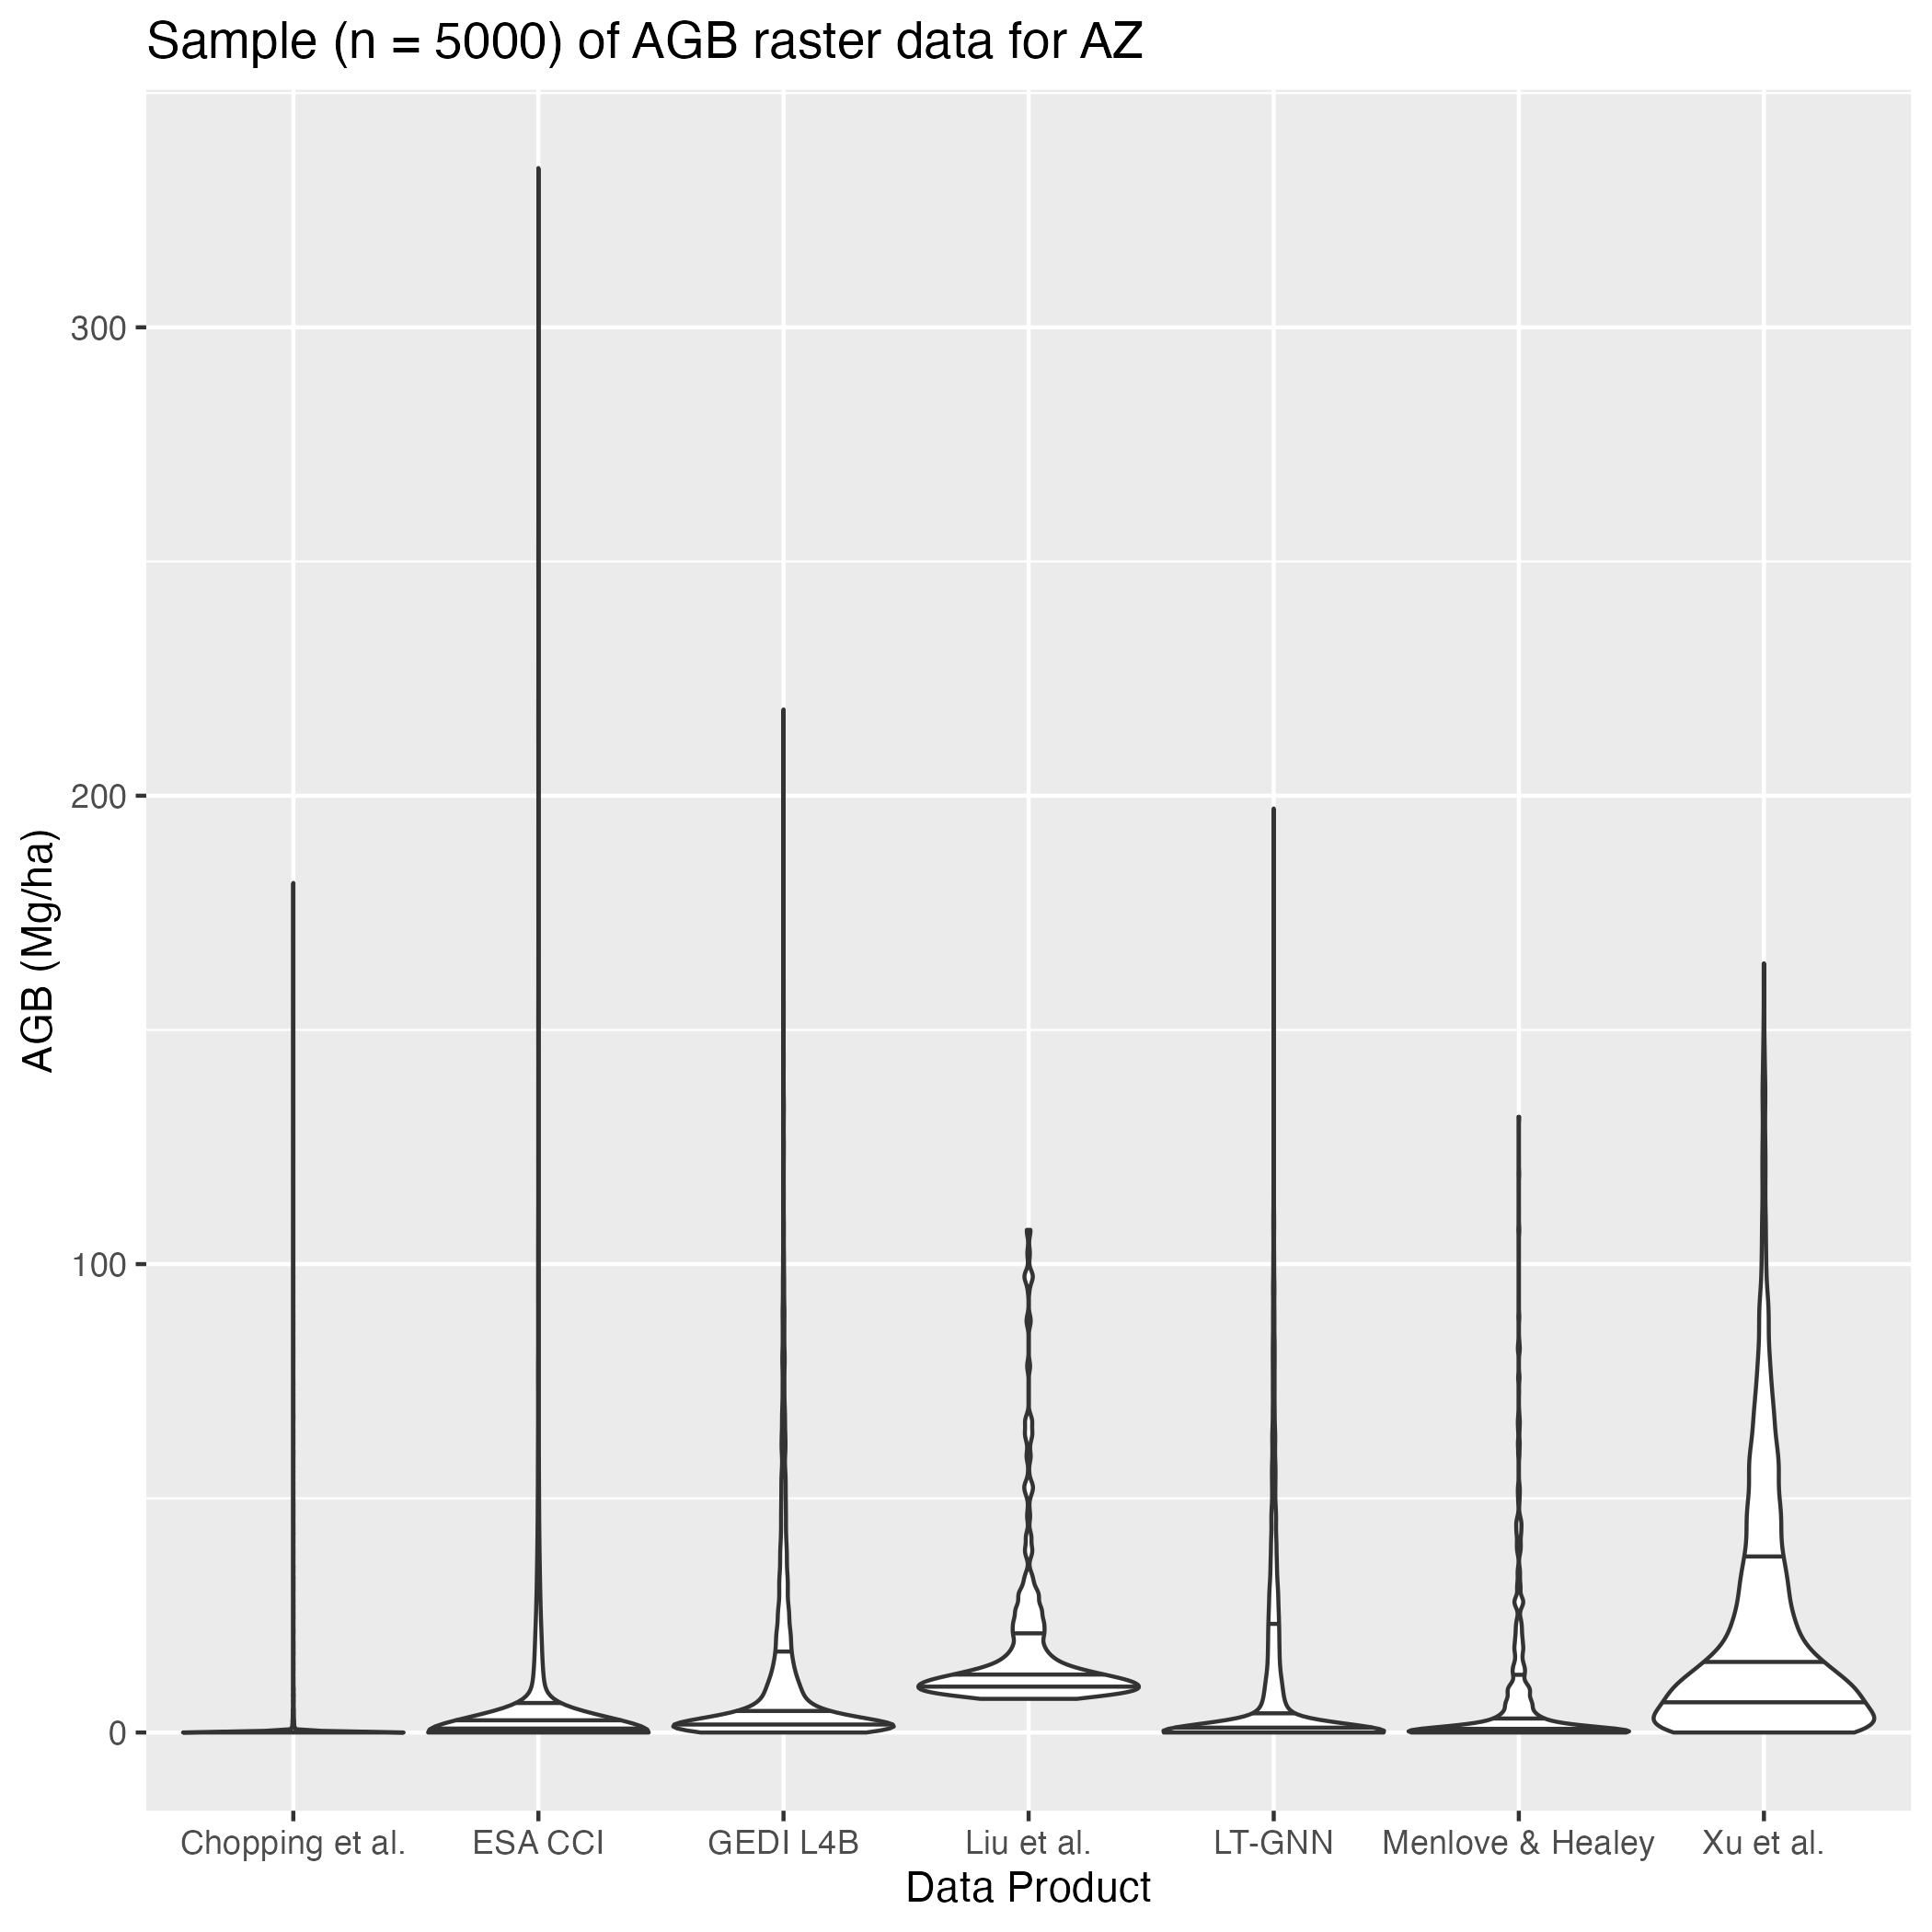 Sample (n = 5000) of AGB raster data for AZ
AGB (Mg/ha)
300
200
100
0
Chopping et al. ESA CCI GEDI L4B Liu et al. LT-GNN Menlove & Healey Xu et al.
Data Product